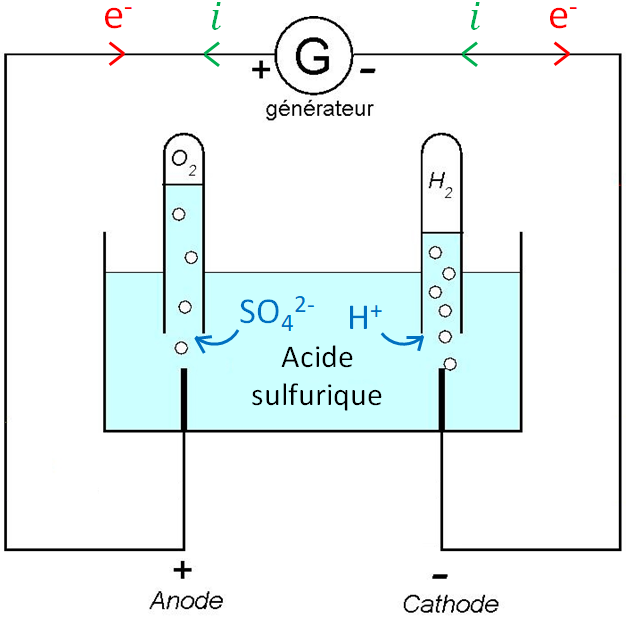 e⁻ i i e⁻
+ G -
générateur
O₂
H₂
SO₄²⁻ H⁺
Acide
sulfurique
+ -
Anode Cathode